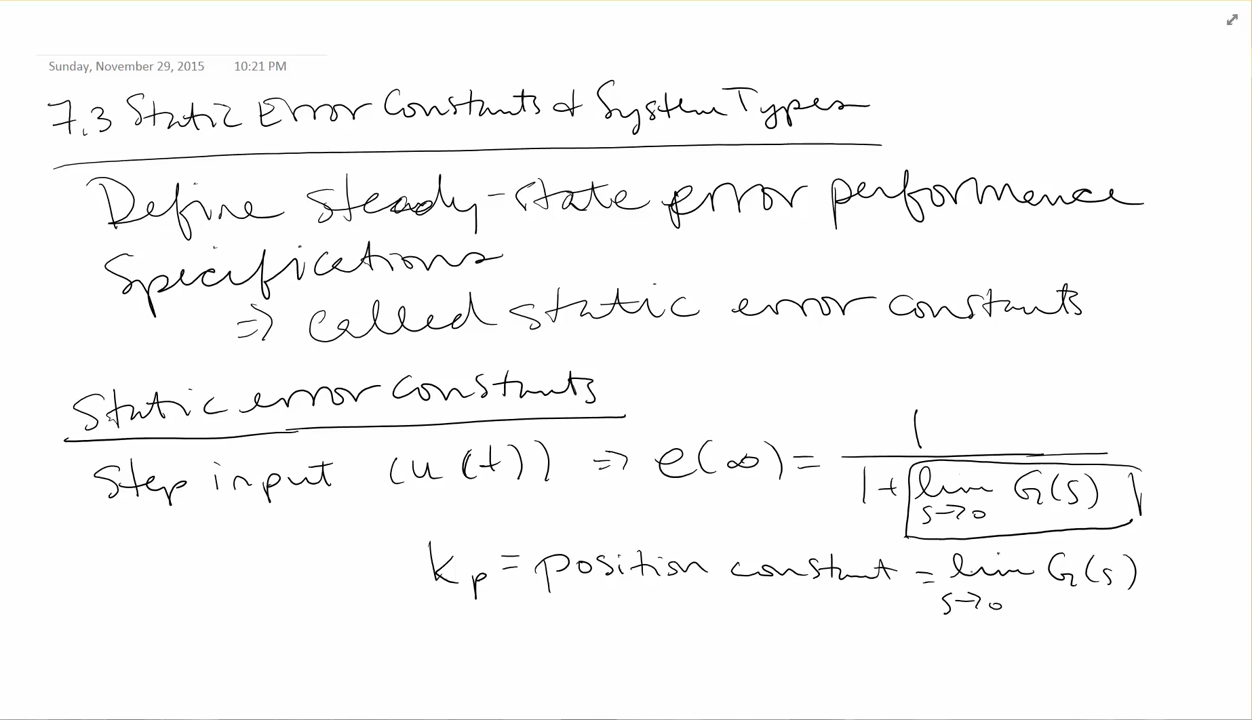 Sunday, November 29, 2015 10:21 PM
7.3 Static Error Constants & System Types
Define steady-state error performance
Specifications
=> called static error constants
Static error constants
Step input (u(t)) => e(∞) = 1 / (1 + lim s→0 G(s))
Kp = position constant = lim s→0 G(s)